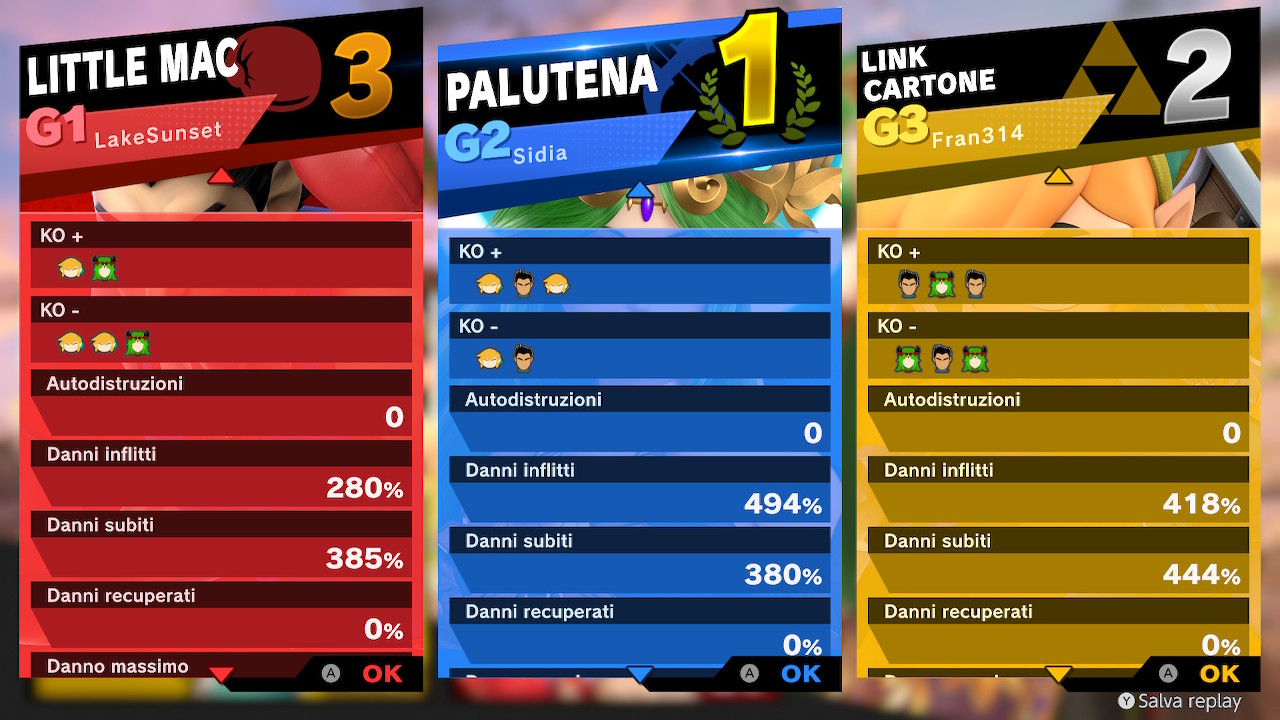 LITTLE MAC
3
G1 LakeSunset
KO +
KO -
Autodistruzioni
0
Danni inflitti
280%
Danni subiti
385%
Danni recuperati
0%
Danno massimo
A OK
PALUTENA
1
G2 Sidia
KO +
KO -
Autodistruzioni
0
Danni inflitti
494%
Danni subiti
380%
Danni recuperati
0%
A OK
LINK
CARTONE
2
G3 Fran314
KO +
KO -
Autodistruzioni
0
Danni inflitti
418%
Danni subiti
444%
Danni recuperati
0%
A OK
Y Salva replay